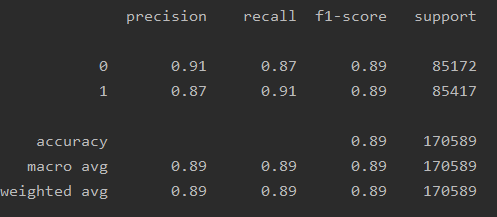 precision recall f1-score support
0 0.91 0.87 0.89 85172
1 0.87 0.91 0.89 85417
accuracy 0.89 170589
macro avg 0.89 0.89 0.89 170589
weighted avg 0.89 0.89 0.89 170589